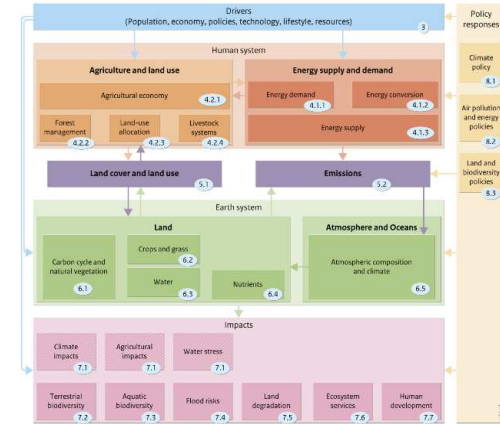 Drivers
(Population, economy, policies, technology, lifestyle, resources)
3
Policy
responses
Human system
Agriculture and land use
Energy supply and demand
Agricultural economy
4.2.1
Energy demand
4.1.1
Energy conversion
4.1.2
Climate
policy
8.1
Forest
management
4.2.2
Land-use
allocation
4.2.3
Livestock
systems
4.2.4
Energy supply
4.1.3
Air pollution
and energy
policies
8.2
Land cover and land use
5.1
Emissions
5.2
Land and
biodiversity
policies
8.3
Earth system
Land
Atmosphere and Oceans
Carbon cycle and
natural vegetation
6.1
Crops and grass
6.2
Water
6.3
Nutrients
6.4
Atmospheric composition
and climate
6.5
Impacts
Climate
impacts
7.1
Agricultural
impacts
7.1
Water stress
7.1
Terrestrial
biodiversity
7.2
Aquatic
biodiversity
7.3
Flood risks
7.4
Land
degradation
7.5
Ecosystem
services
7.6
Human
development
7.7